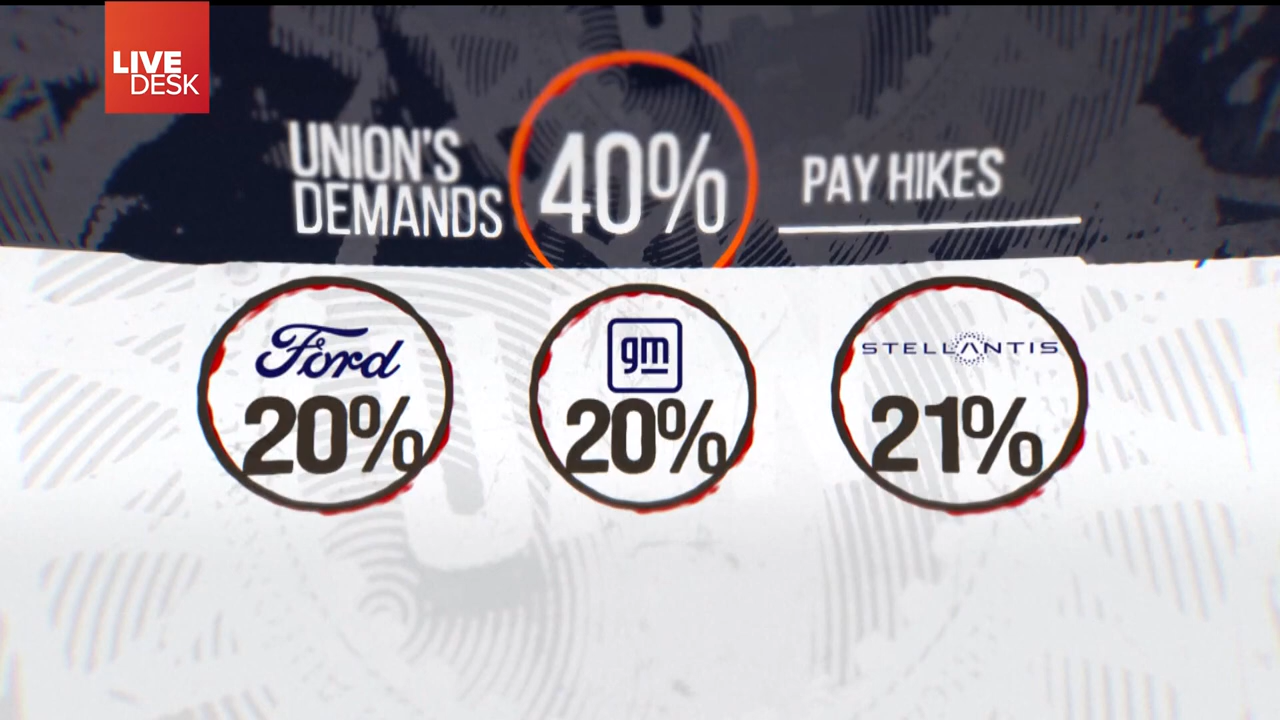 LIVE
DESK
UNION'S
DEMANDS
40%
PAY HIKES
Ford
20%
gm
20%
STELLANTIS
21%